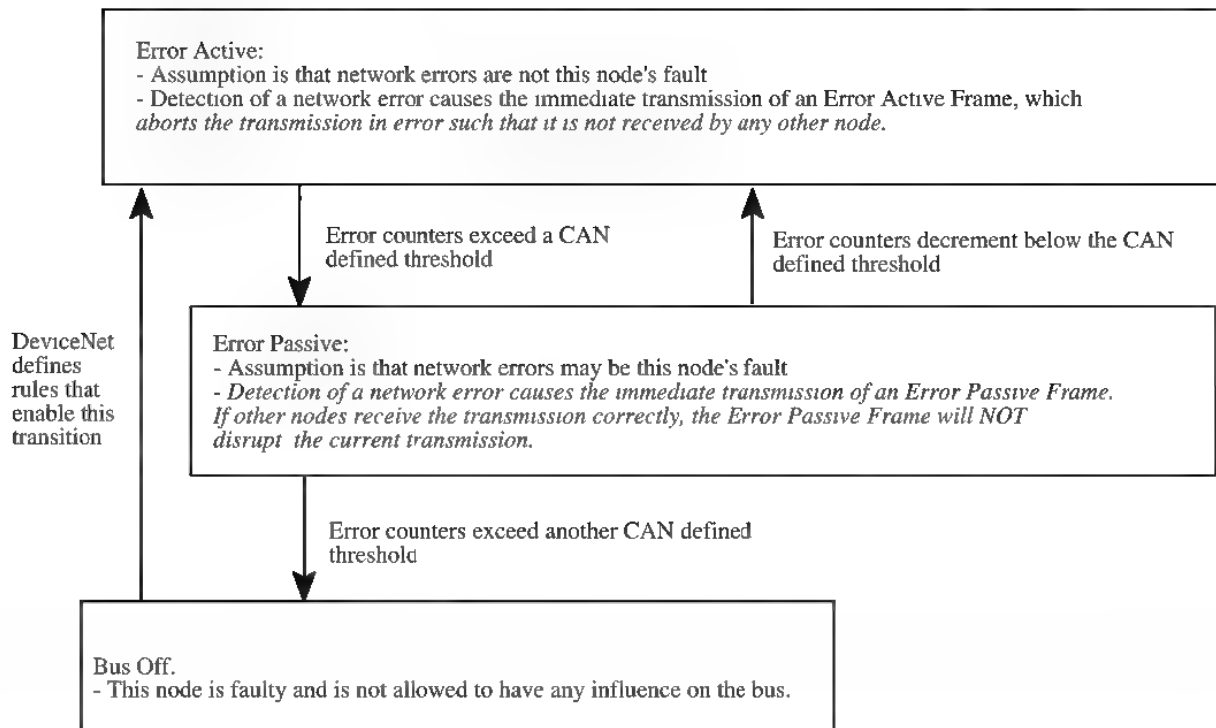 Error Active:
- Assumption is that network errors are not this node's fault
- Detection of a network error causes the immediate transmission of an Error Active Frame, which
aborts the transmission in error such that it is not received by any other node.
Error counters exceed a CAN
defined threshold
Error counters decrement below the CAN
defined threshold
DeviceNet
defines
rules that
enable this
transition
Error Passive:
- Assumption is that network errors may be this node's fault
- Detection of a network error causes the immediate transmission of an Error Passive Frame.
If other nodes receive the transmission correctly, the Error Passive Frame will NOT
disrupt the current transmission.
Error counters exceed another CAN defined
threshold
Bus Off.
- This node is faulty and is not allowed to have any influence on the bus.